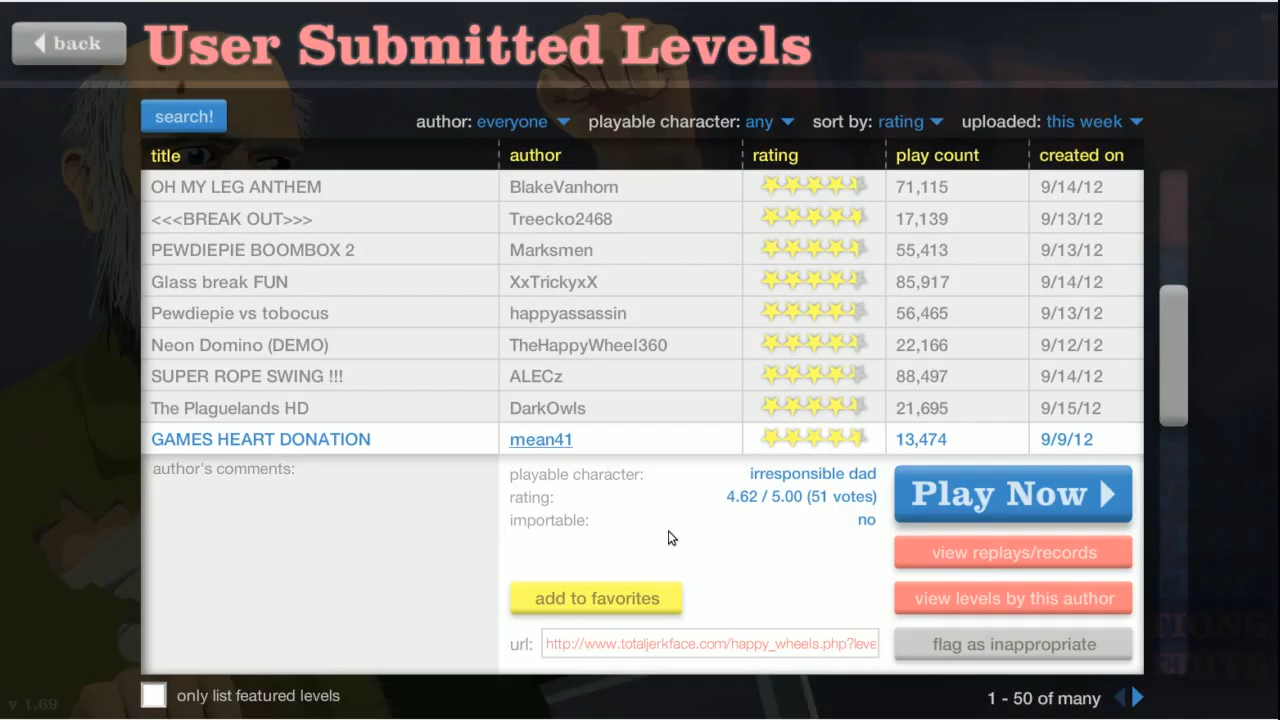 back
User Submitted Levels
search!
author: everyone playable character: any sort by: rating uploaded: this week
title author rating play count created on
OH MY LEG ANTHEM BlakeVanhorn 71,115 9/14/12
<<<BREAK OUT>>> Treecko2468 17,139 9/13/12
PEWDIEPIE BOOMBOX 2 Marksmen 55,413 9/13/12
Glass break FUN XxTrickyxX 85,917 9/14/12
Pewdiepie vs tobocus happyassassin 56,465 9/13/12
Neon Domino (DEMO) TheHappyWheel360 22,166 9/12/12
SUPER ROPE SWING !!! ALECz 88,497 9/14/12
The Plaguelands HD DarkOwls 21,695 9/15/12
GAMES HEART DONATION mean41 13,474 9/9/12
author's comments:
playable character: irresponsible dad
rating: 4.62 / 5.00 (51 votes)
importable: no
Play Now
view replays/records
add to favorites
view levels by this author
url: http://www.totaljerkface.com/happy_wheels.php?leve
flag as inappropriate
only list featured levels
1 - 50 of many
v 1.69